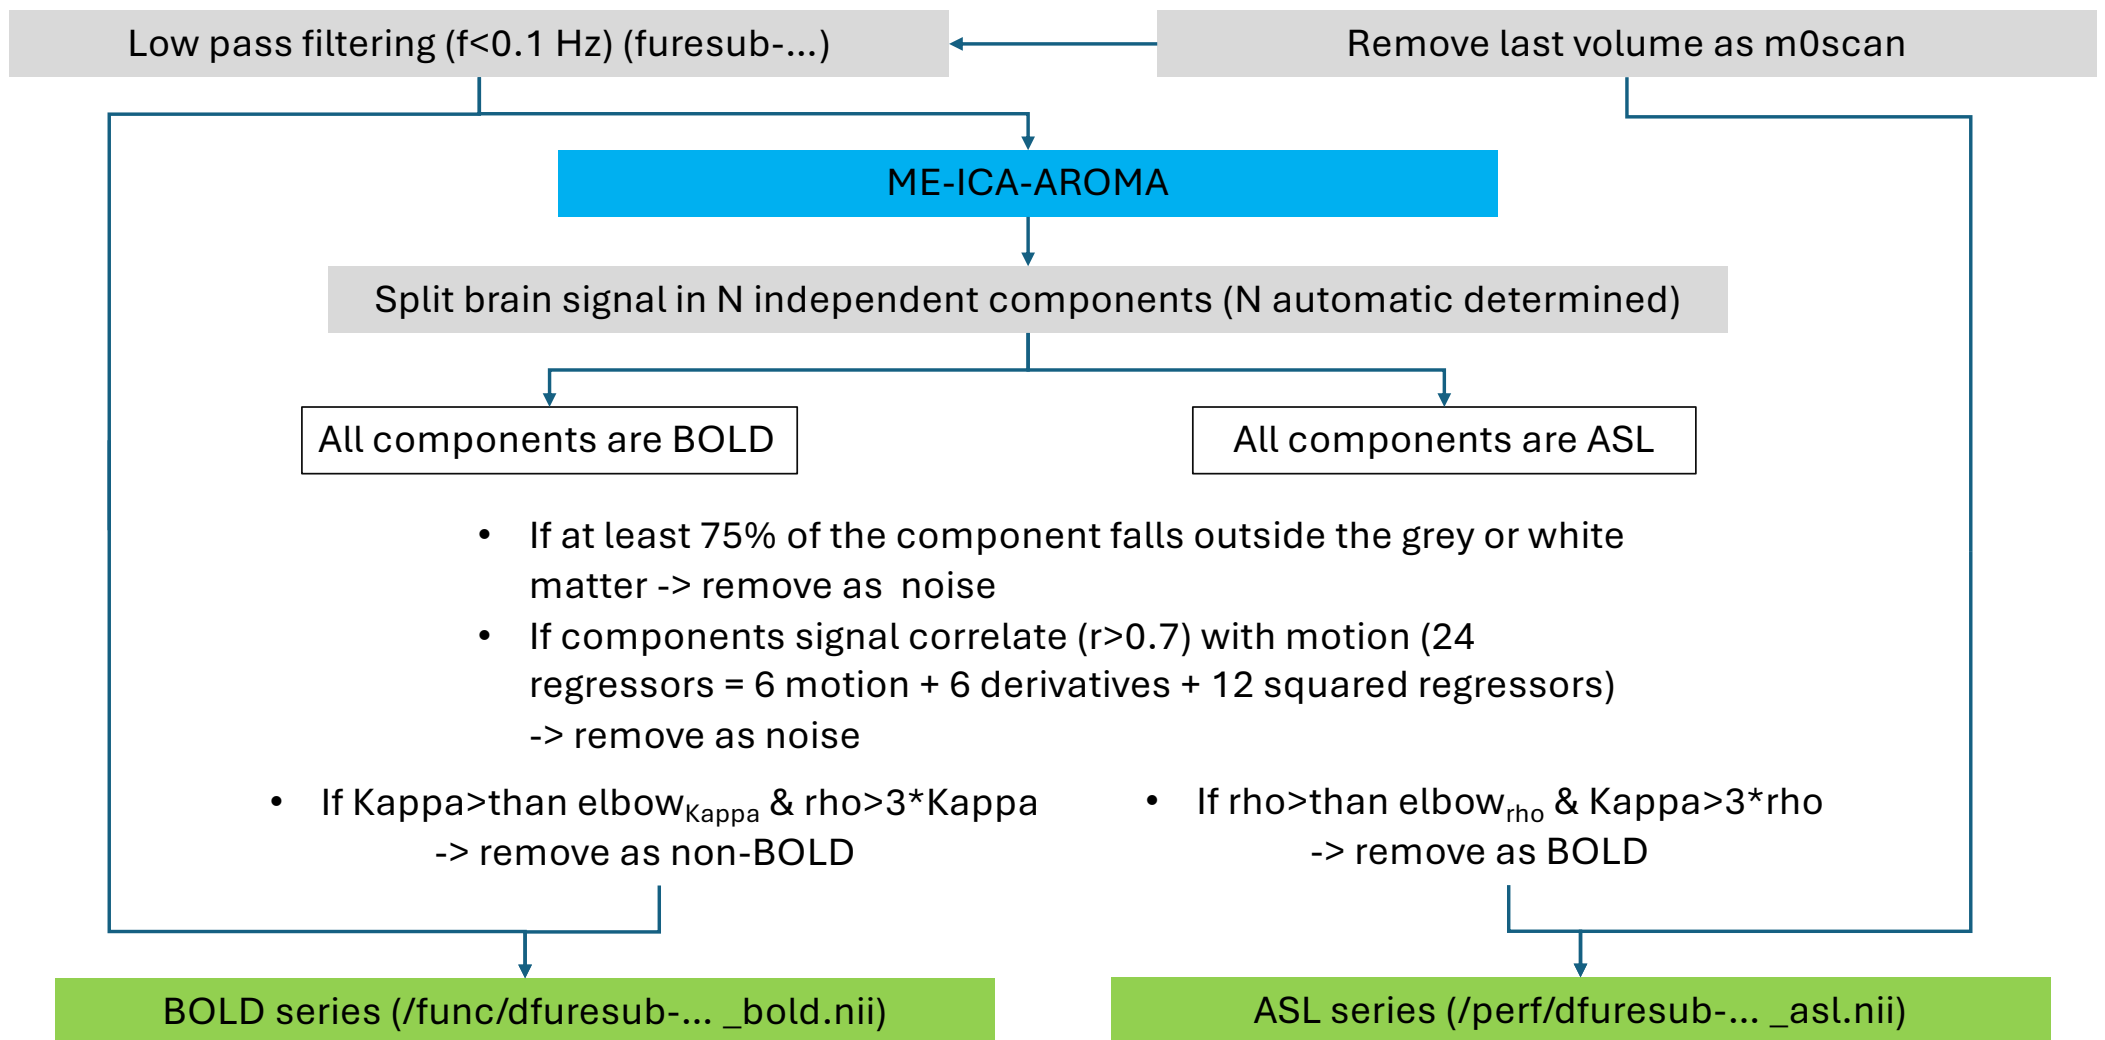 Low pass filtering (f<0.1 Hz) (furesub-...)
Remove last volume as m0scan
ME-ICA-AROMA
Split brain signal in N independent components (N automatic determined)
All components are BOLD
All components are ASL
• If at least 75% of the component falls outside the grey or white
matter -> remove as  noise
• If components signal correlate (r>0.7) with motion (24
regressors = 6 motion + 6 derivatives + 12 squared regressors)
-> remove as noise
• If Kappa>than elbowKappa & rho>3*Kappa
-> remove as non-BOLD
• If rho>than elbowrho & Kappa>3*rho
-> remove as BOLD
BOLD series (/func/dfuresub-... _bold.nii)
ASL series (/perf/dfuresub-... _asl.nii)